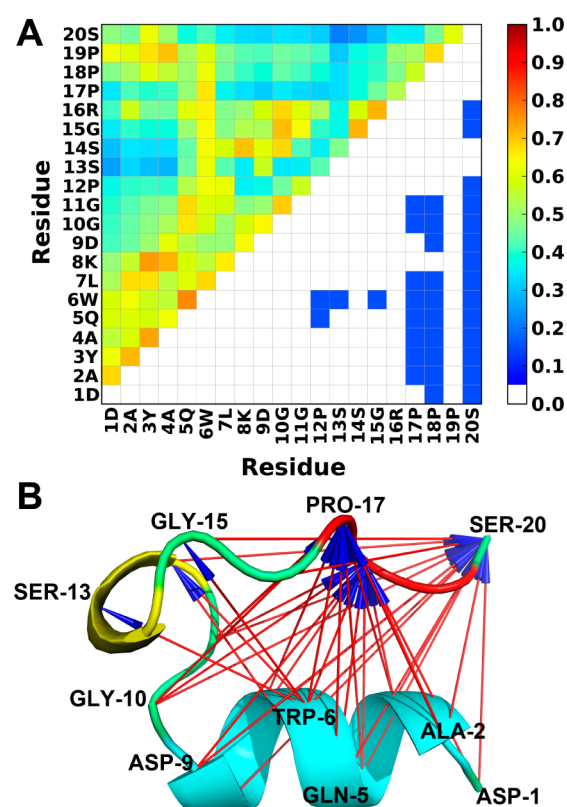 A
Residue
20S
19P
18P
17P
16R
15G
14S
13S
12P
11G
10G
9D
8K
7L
6W
5Q
4A
3Y
2A
1D
1D 2A 3Y 4A 5Q 6W 7L 8K 9D 10G 11G 12P 13S 14S 15G 16R 17P 18P 19P 20S
Residue
1.0
0.9
0.8
0.7
0.6
0.5
0.4
0.3
0.2
0.1
0.0
B
PRO-17
GLY-15
SER-20
SER-13
GLY-10
TRP-6
ALA-2
ASP-9
GLN-5
ASP-1